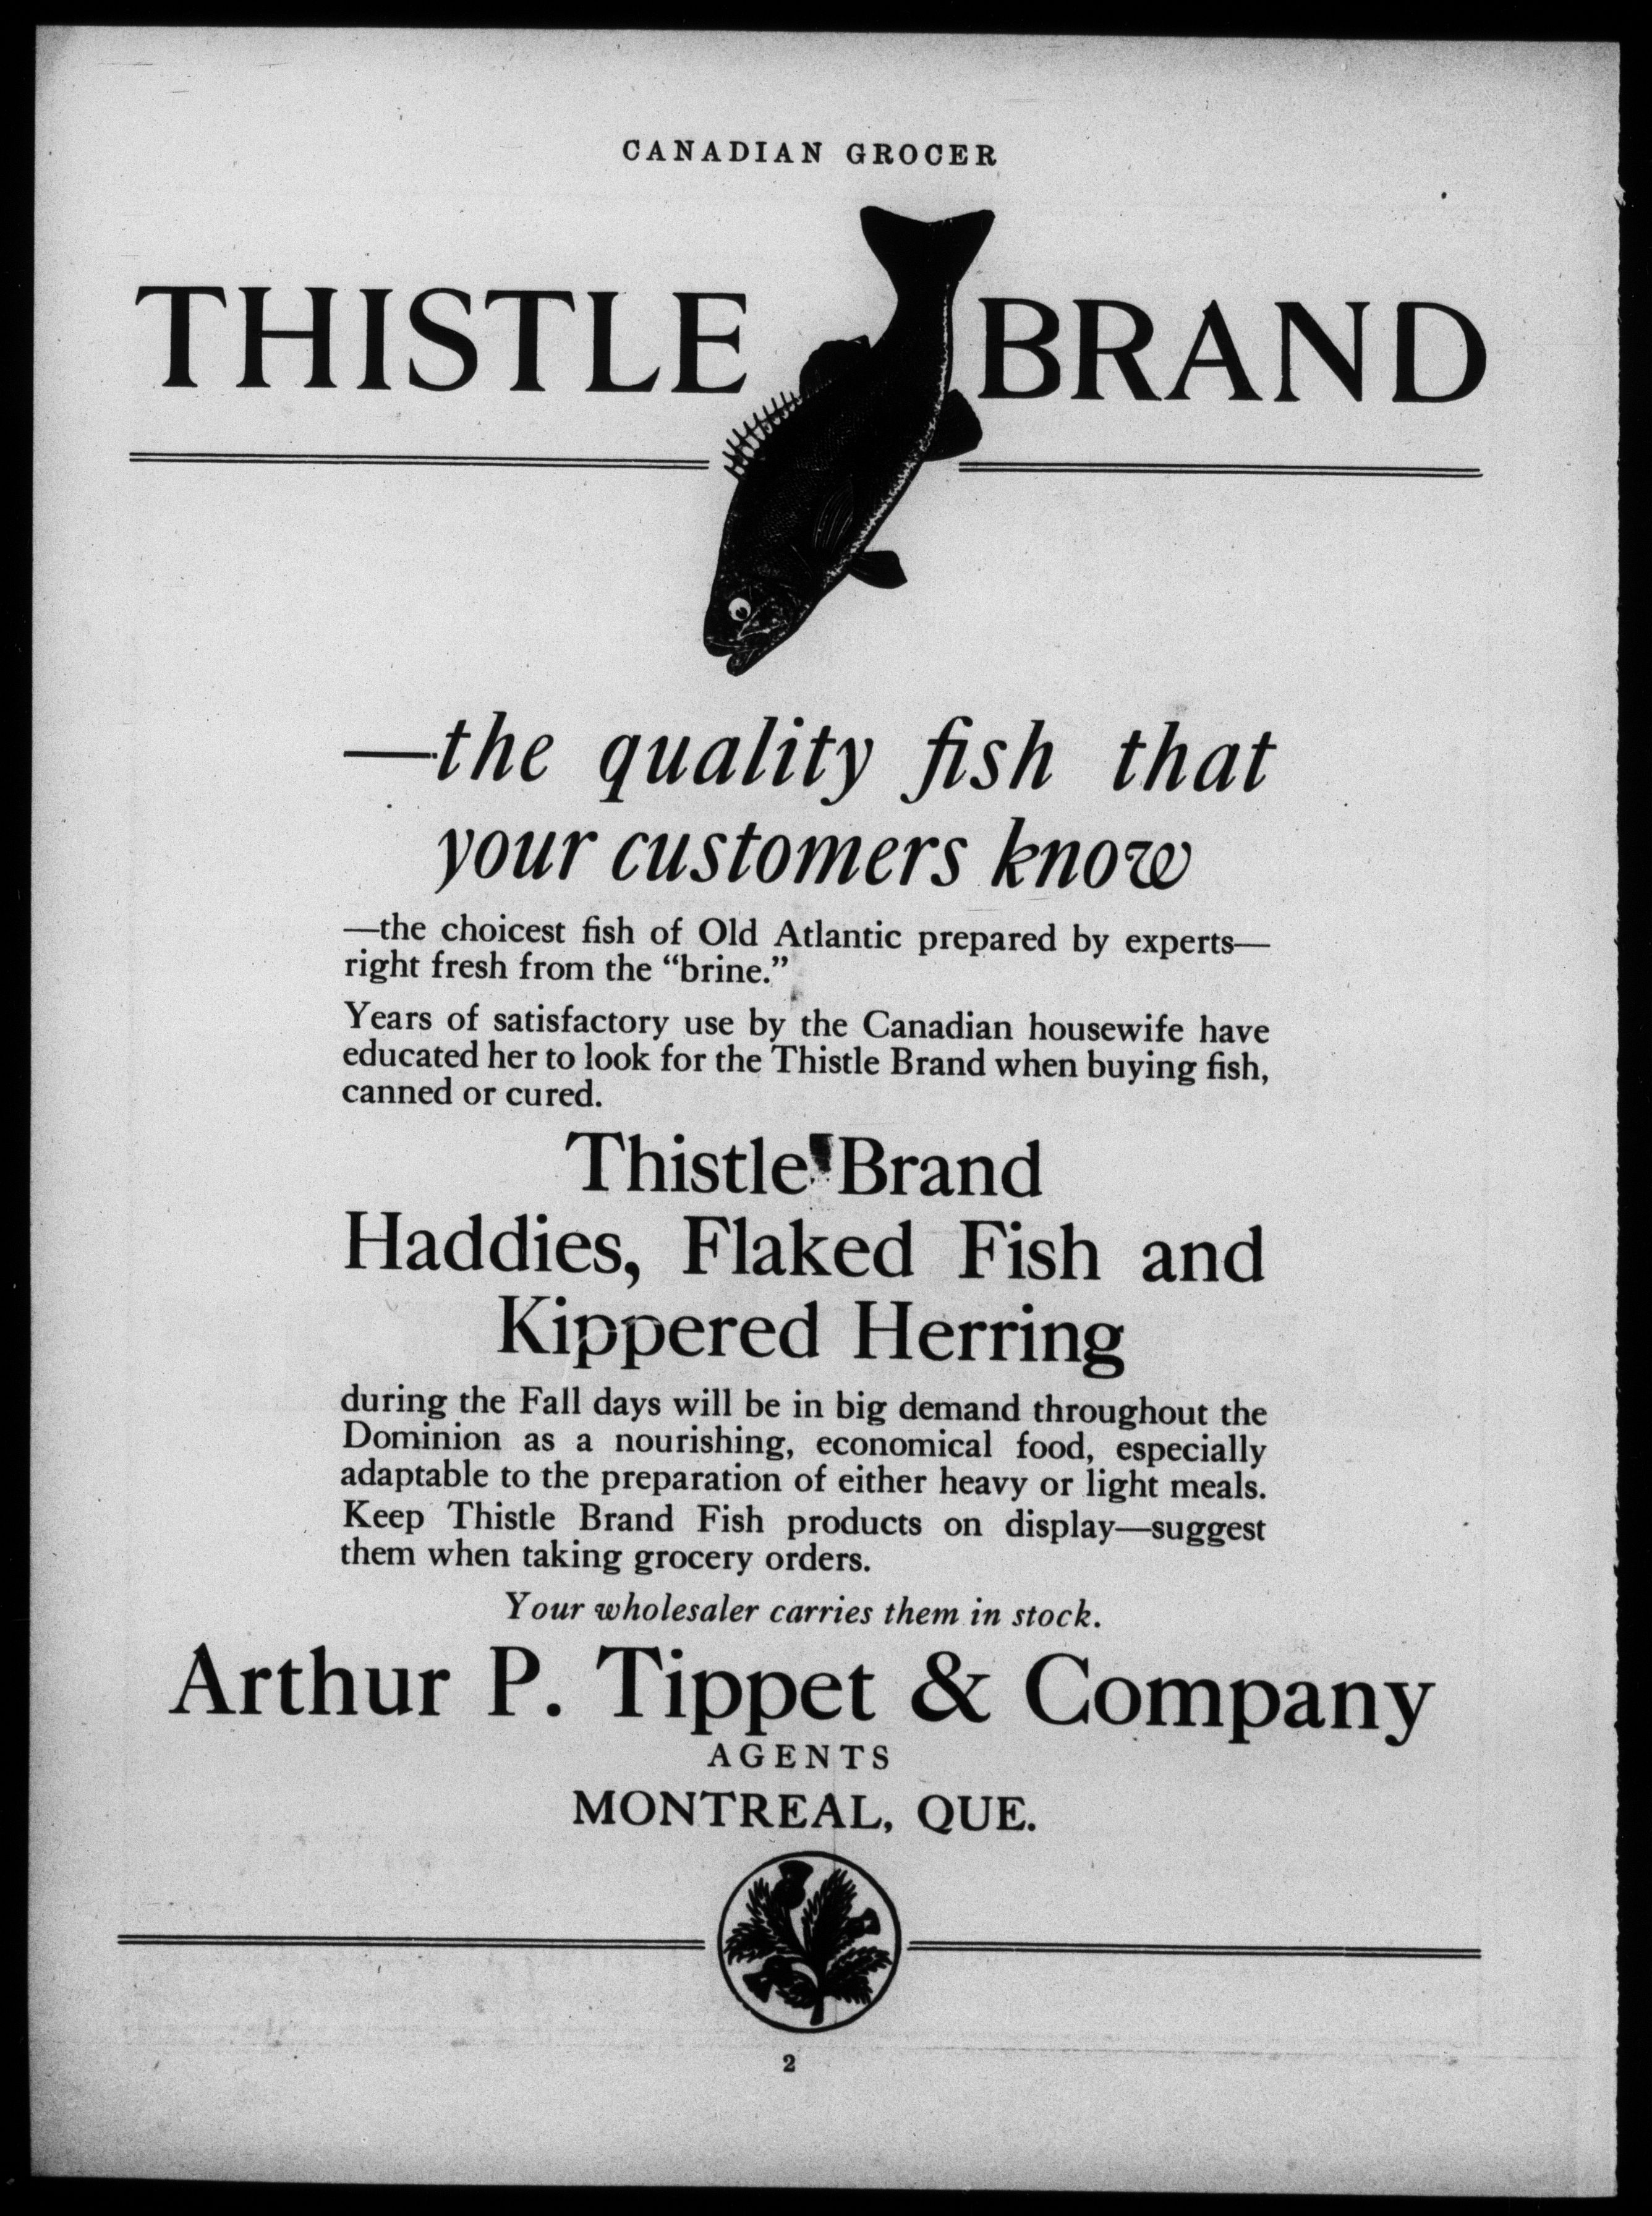 CANADIAN GROCER
THISTLE BRAND
—the quality fish that
your customers know
—the choicest fish of Old Atlantic prepared by experts—
right fresh from the “brine.”
Years of satisfactory use by the Canadian housewife have
educated her to look for the Thistle Brand when buying fish,
canned or cured.
Thistle Brand
Haddies, Flaked Fish and
Kippered Herring
during the Fall days will be in big demand throughout the
Dominion as a nourishing, economical food, especially
adaptable to the preparation of either heavy or light meals.
Keep Thistle Brand Fish products on display—suggest
them when taking grocery orders.
Your wholesaler carries them in stock.
Arthur P. Tippet & Company
AGENTS
MONTREAL, QUE.
2